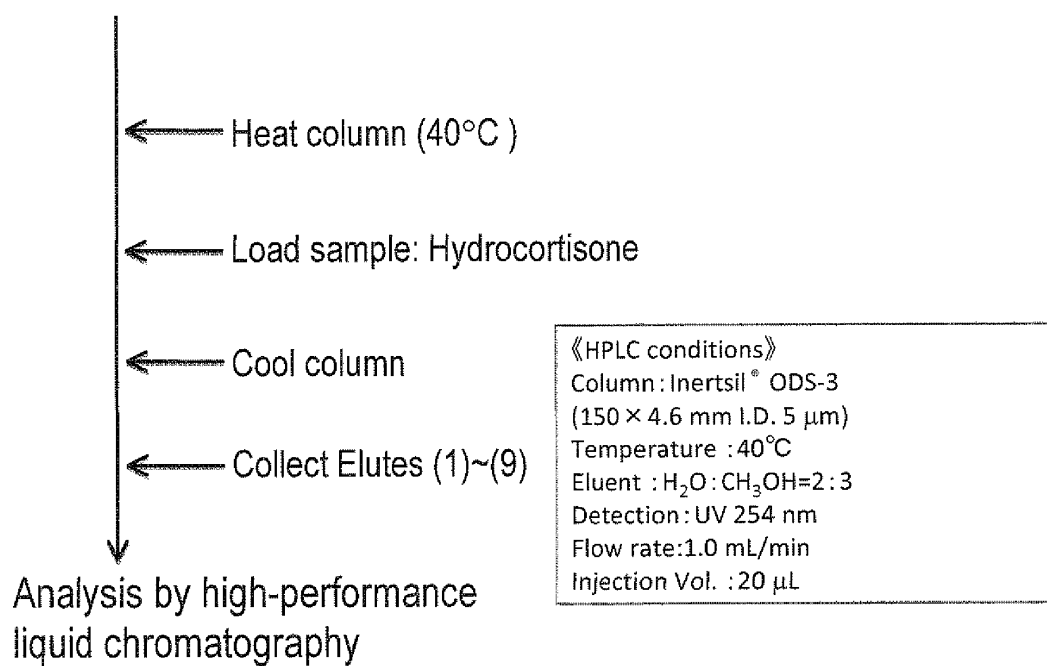 Heat column (40°C )
Load sample: Hydrocortisone
Cool column
Collect Elutes (1)~(9)
Analysis by high-performance
liquid chromatography
《HPLC conditions》
Column : Inertsil® ODS-3
(150 × 4.6 mm I.D. 5 μm)
Temperature : 40℃
Eluent : H₂O : CH₃OH=2 : 3
Detection : UV 254 nm
Flow rate:1.0 mL/min
Injection Vol. : 20 μL